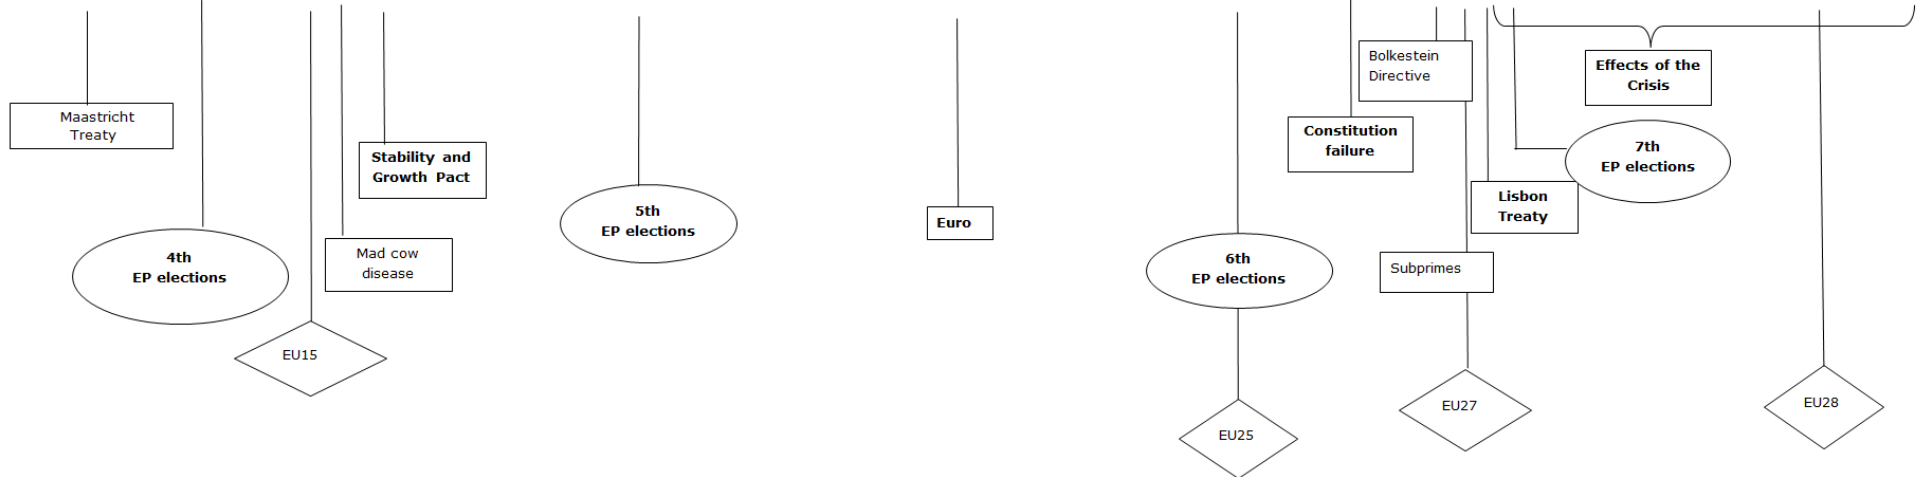 Maastricht
Treaty
4th
EP elections
EU15
Mad cow
disease
Stability and
Growth Pact
5th
EP elections
Euro
6th
EP elections
EU25
Constitution
failure
Bolkestein
Directive
Subprimes
EU27
Lisbon
Treaty
7th
EP elections
Effects of the
Crisis
EU28